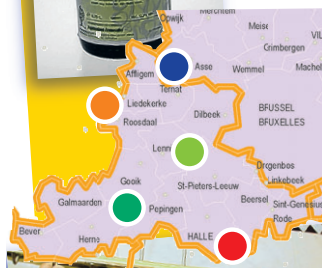 Opwijk
Merchtem
Meise
Grimbergen
Affligem
Asse
Wemmel
Machel
Ternat
Liedekerke
Dilbeek
BRUSSEL
BRUXELLES
Roosdaal
Lenn
Drogenbos
Linkebeek
Gooik
St-Pieters-Leeuw
Galmaarden
Pepingen
Beersel
Sint-Genesius
Rode
Bever
Herne
HALLE